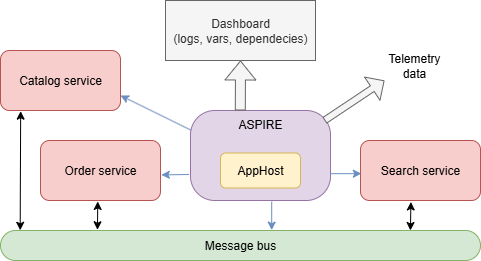 Dashboard
(logs, vars, dependecies)
Telemetry
data
Catalog service
ASPIRE
Order service
AppHost
Search service
Message bus